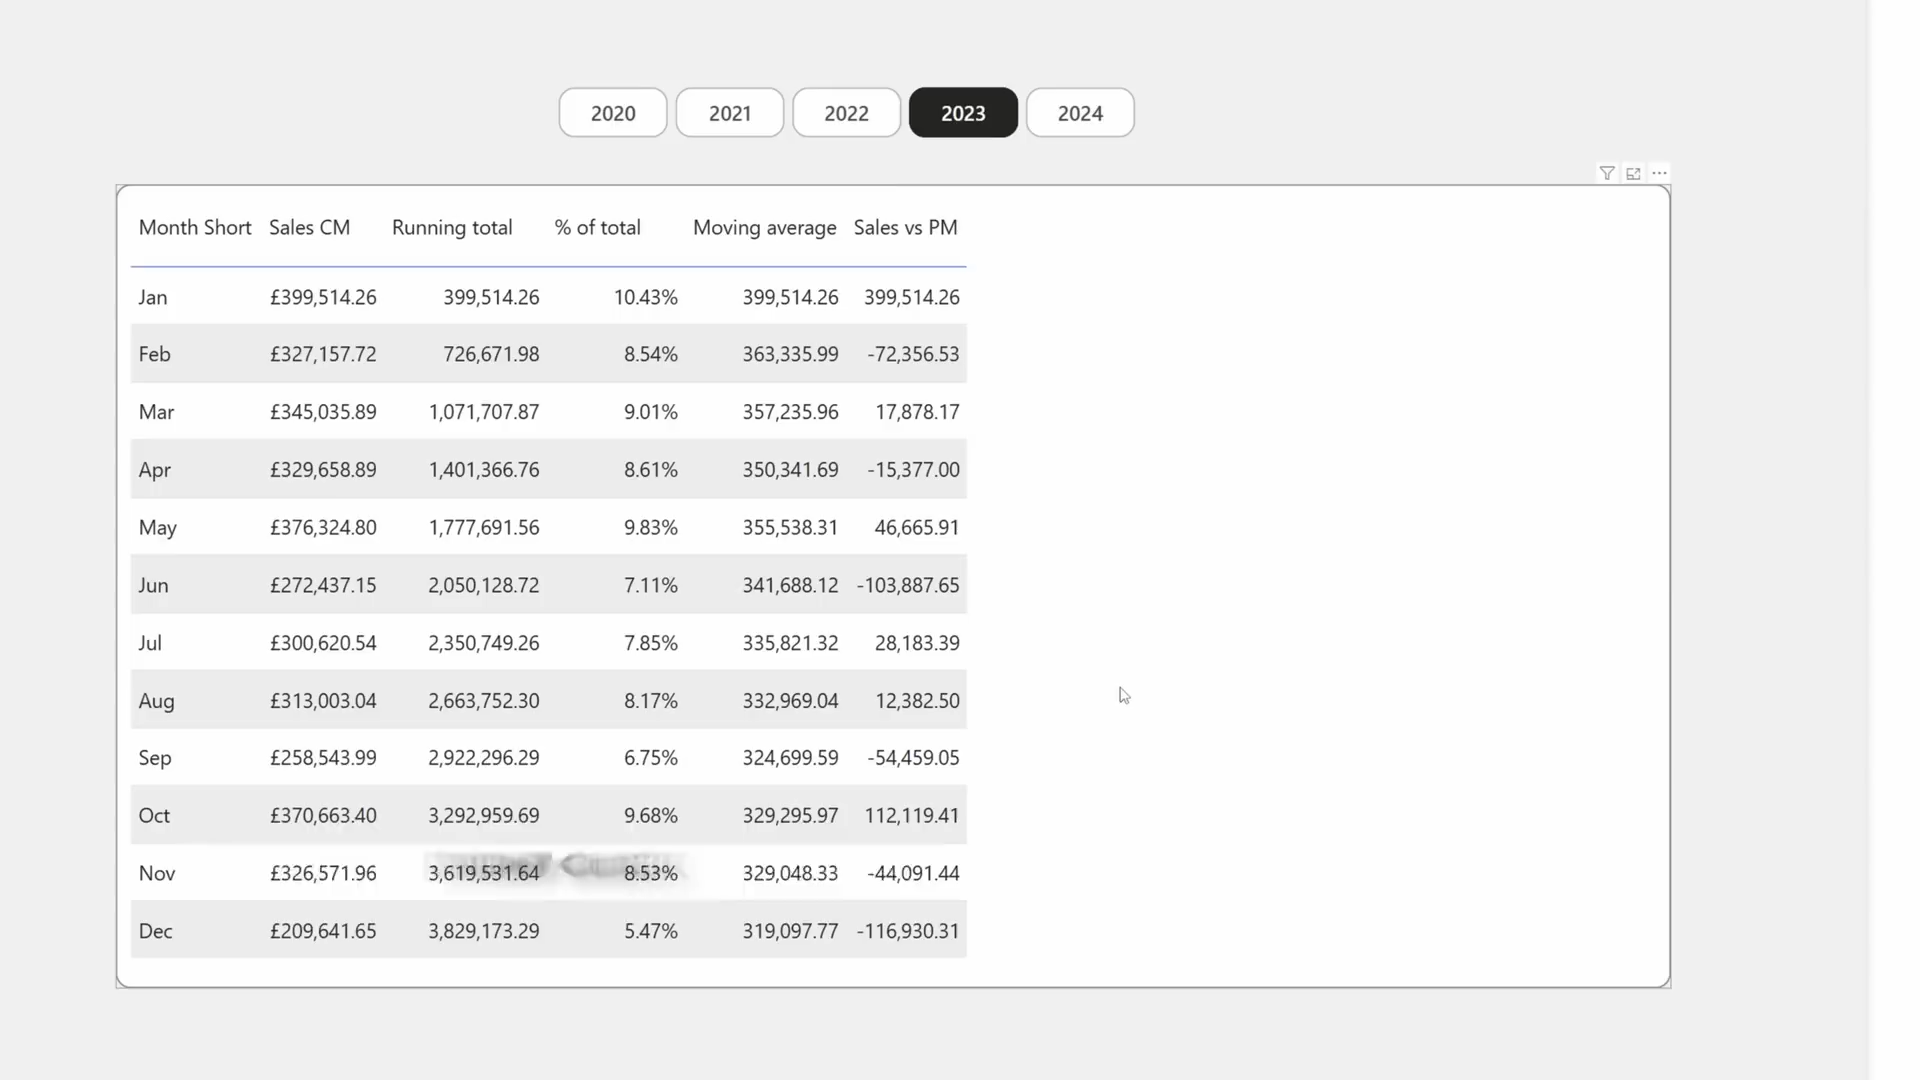 2020 2021 2022 2023 2024
Month Short Sales CM Running total % of total Moving average Sales vs PM
Jan £399,514.26 399,514.26 10.43% 399,514.26 399,514.26
Feb £327,157.72 726,671.98 8.54% 363,335.99 -72,356.53
Mar £345,035.89 1,071,707.87 9.01% 357,235.96 17,878.17
Apr £329,658.89 1,401,366.76 8.61% 350,341.69 -15,377.00
May £376,324.80 1,777,691.56 9.83% 355,538.31 46,665.91
Jun £272,437.15 2,050,128.72 7.11% 341,688.12 -103,887.65
Jul £300,620.54 2,350,749.26 7.85% 335,821.32 28,183.39
Aug £313,003.04 2,663,752.30 8.17% 332,969.04 12,382.50
Sep £258,543.99 2,922,296.29 6.75% 324,699.59 -54,459.05
Oct £370,663.40 3,292,959.69 9.68% 329,295.97 112,119.41
Nov £326,571.96 3,619,531.64 8.53% 329,048.33 -44,091.44
Dec £209,641.65 3,829,173.29 5.47% 319,097.77 -116,930.31